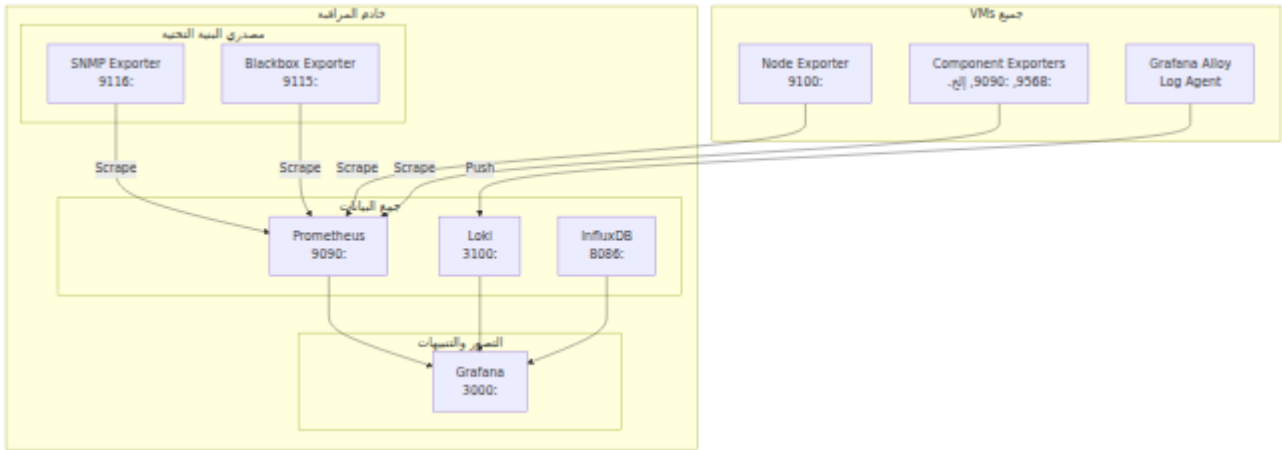 خادم المراقبة
مصدري البنية التحتية
SNMP Exporter
9116:
Blackbox Exporter
9115:
جميع VMs
Node Exporter
9100:
Component Exporters
:9568, :9090, إلخ.
Grafana Alloy
Log Agent
Scrape
Scrape
Scrape
Scrape
Push
جمع البيانات
Prometheus
9090:
Loki
3100:
InfluxDB
8086:
التصور والتنبيهات
Grafana
3000: